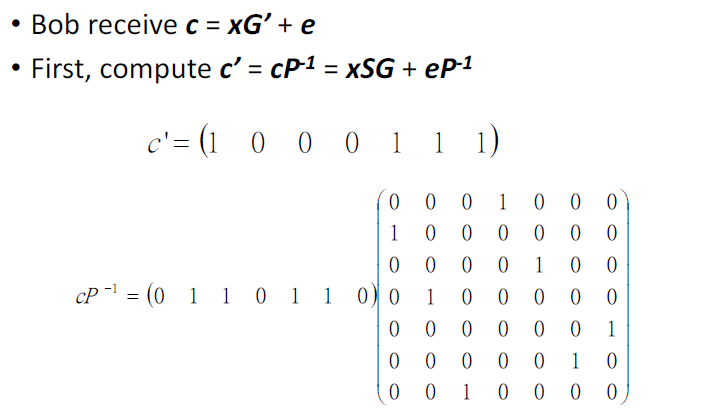 • Bob receive c = xG’ + e
• First, compute c’ = cP-1 = xSG + eP-1
c'= (1 0 0 0 1 1 1)
0 0 0 1 0 0 0
1 0 0 0 0 0 0
0 0 0 0 1 0 0
cP -1 = (0 1 1 0 1 1 0) 0 1 0 0 0 0 0
0 0 0 0 0 0 1
0 0 0 0 0 1 0
0 0 1 0 0 0 0